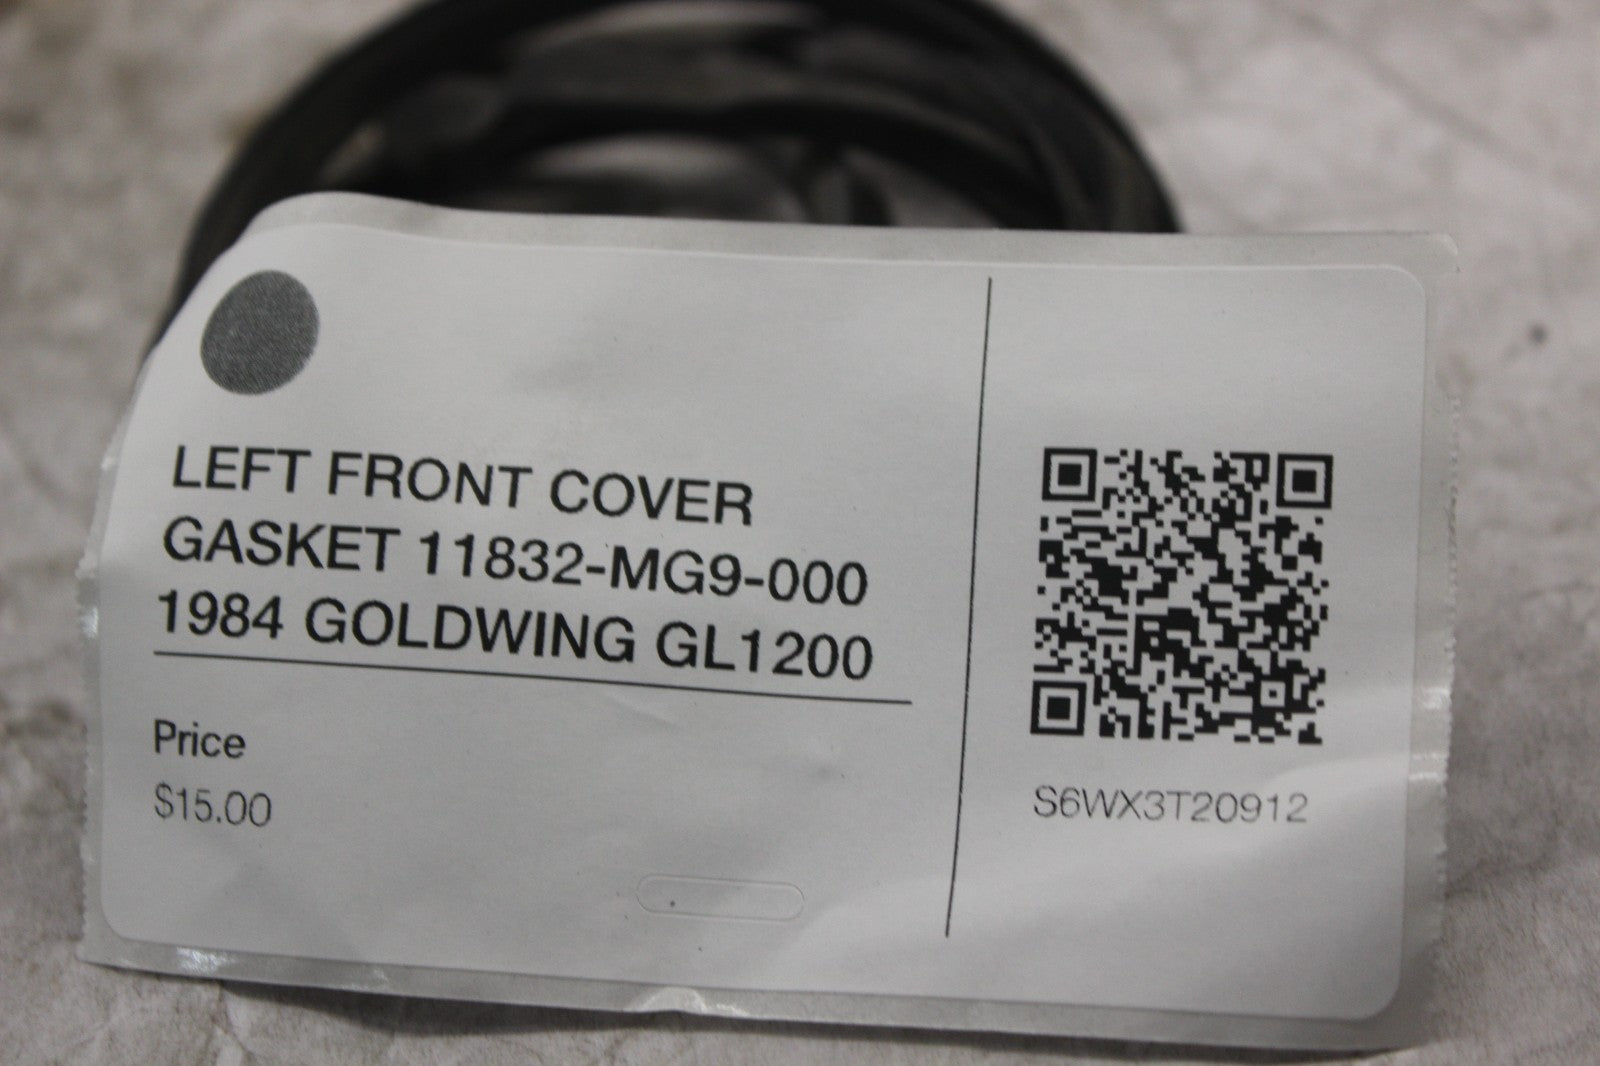 LEFT FRONT COVER
GASKET 11832-MG9-000
1984 GOLDWING GL1200
Price
$15.00
S6WX3T20912